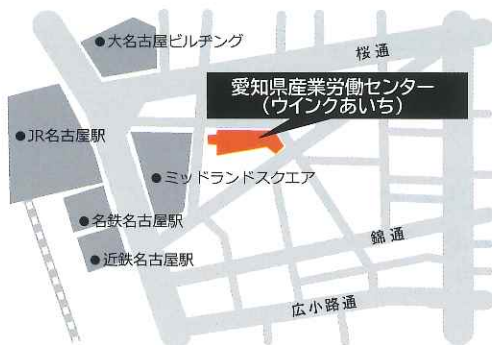 ●大名古屋ビルヂング
桜通
愛知県産業労働センター
(ウインクあいち)
●JR名古屋駅
●ミッドランドスクエア
●名鉄名古屋駅
錦通
●近鉄名古屋駅
広小路通